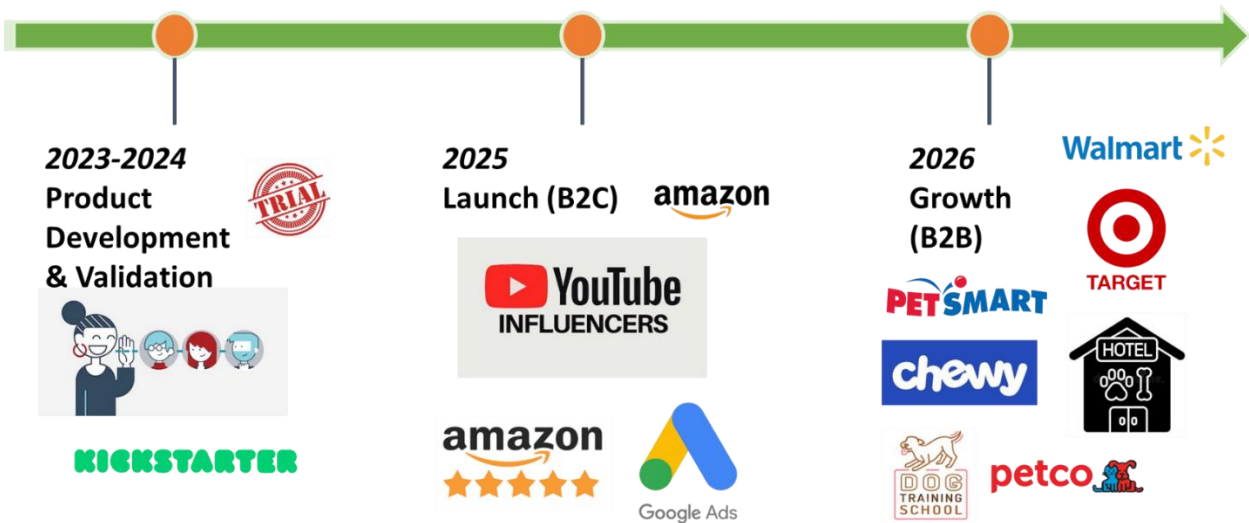 2023-2024
Product
Development
& Validation
TRIAL
KICKSTARTER
2025
Launch (B2C)
amazon
YouTube
INFLUENCERS
amazon
Google Ads
2026
Growth
(B2B)
Walmart
TARGET
PETSMART
chewy
HOTEL
DOG
TRAINING
SCHOOL
petco